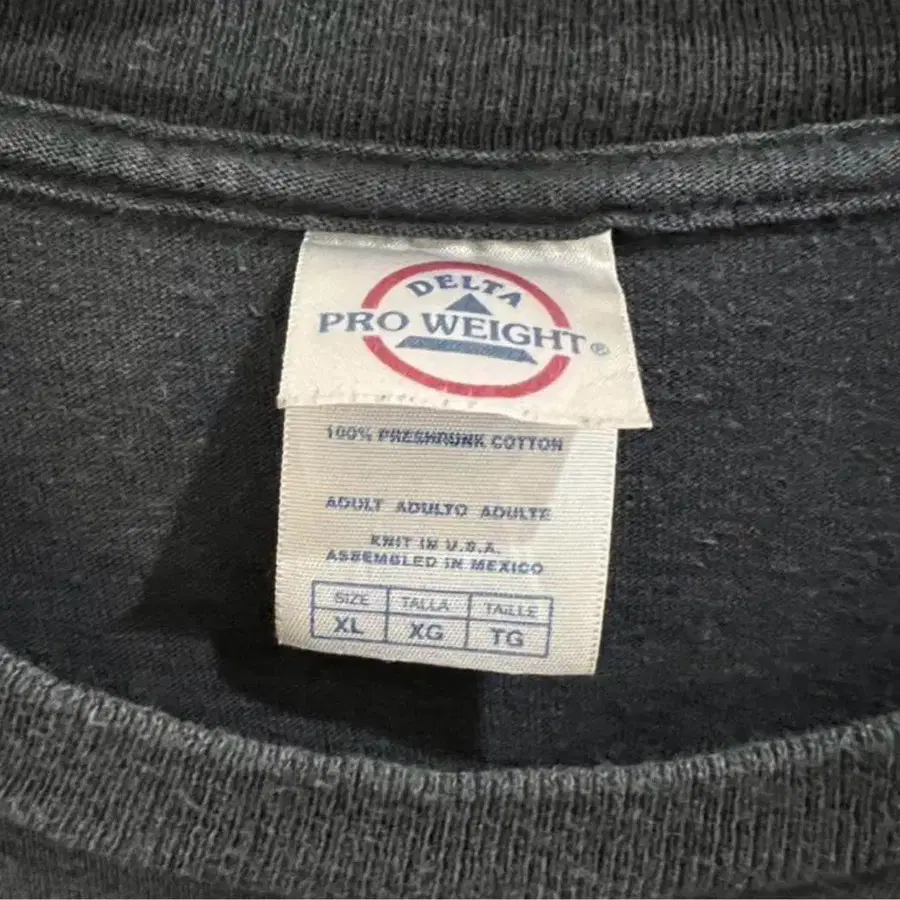 DELTA
PRO WEIGHT®
100% PRESHRUNK COTTON
ADULT ADULTO ADULTE
KNIT IN U.S.A.
ASSEMBLED IN MEXICO
SIZE TALLA TAILLE
XL XG TG